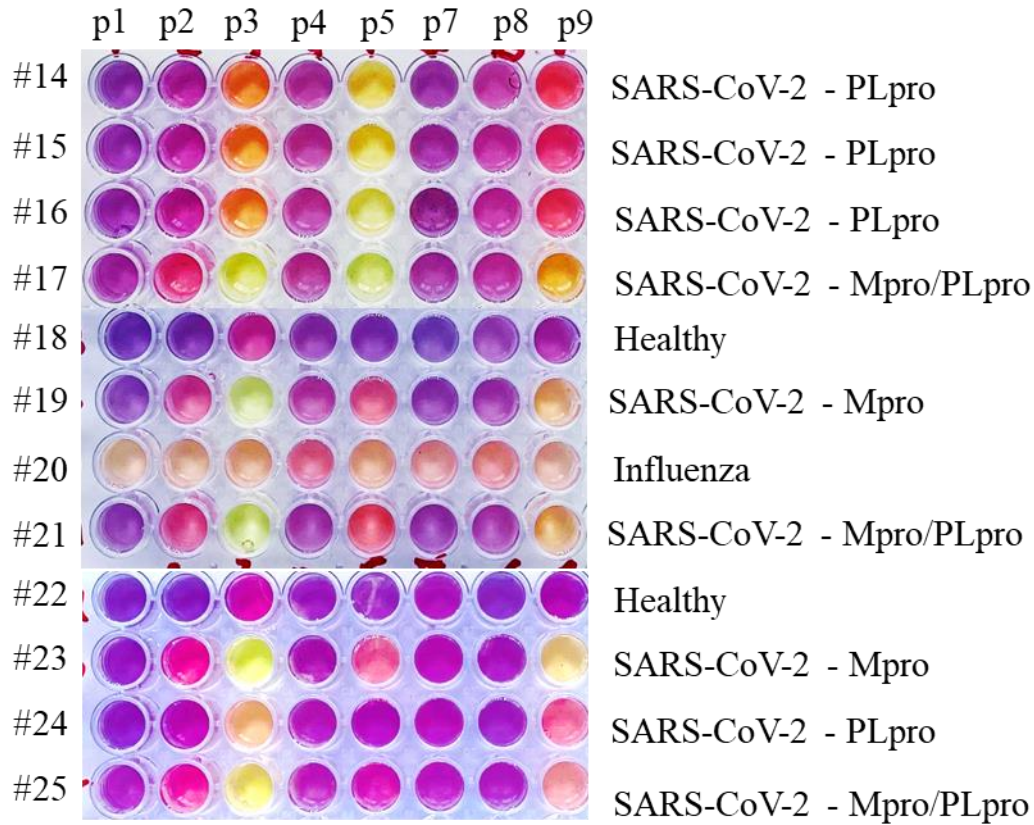 p1 p2 p3 p4 p5 p7 p8 p9
#14 SARS-CoV-2 - PLpro
#15 SARS-CoV-2 - PLpro
#16 SARS-CoV-2 - PLpro
#17 SARS-CoV-2 - Mpro/PLpro
#18 Healthy
#19 SARS-CoV-2 - Mpro
#20 Influenza
#21 SARS-CoV-2 - Mpro/PLpro
#22 Healthy
#23 SARS-CoV-2 - Mpro
#24 SARS-CoV-2 - PLpro
#25 SARS-CoV-2 - Mpro/PLpro